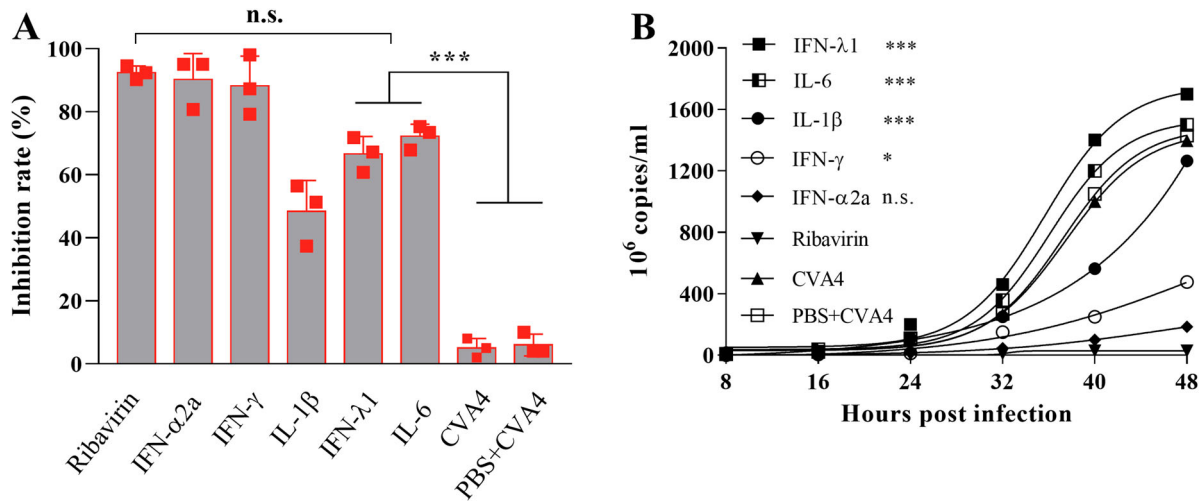 A
n.s.
***
Inhibition rate (%)
100
80
60
40
20
0
Ribavirin
IFN-α2a
IFN-γ
IL-1β
IFN-λ1
IL-6
CVA4
PBS+CVA4
B
10⁶ copies/ml
2000
1600
1200
800
400
0
IFN-λ1 ***
IL-6 ***
IL-1β ***
IFN-γ *
IFN-α2a n.s.
Ribavirin
CVA4
PBS+CVA4
8 16 24 32 40 48
Hours post infection